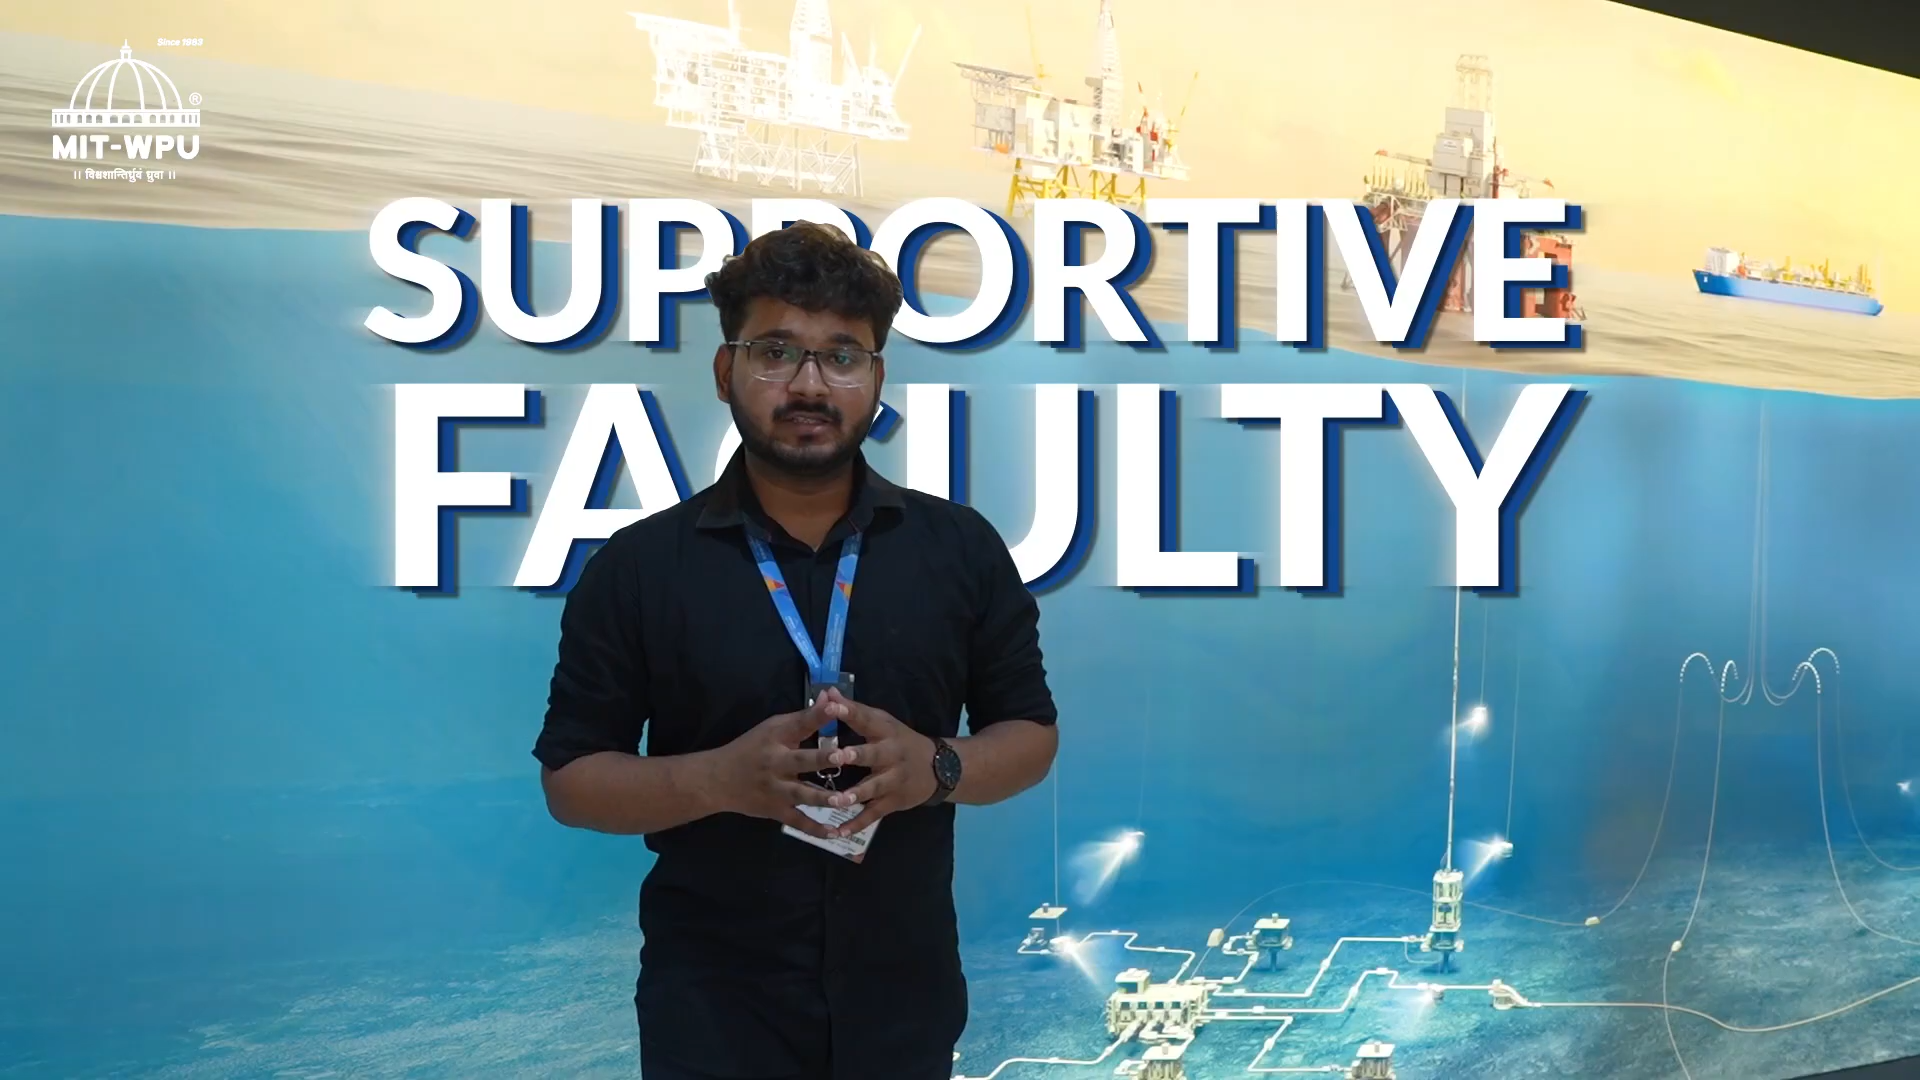 Since 1983
®
MIT-WPU
।। विश्वशान्तिर्ध्रुवं ध्रुवा ।।
SUPPORTIVE
FACULTY